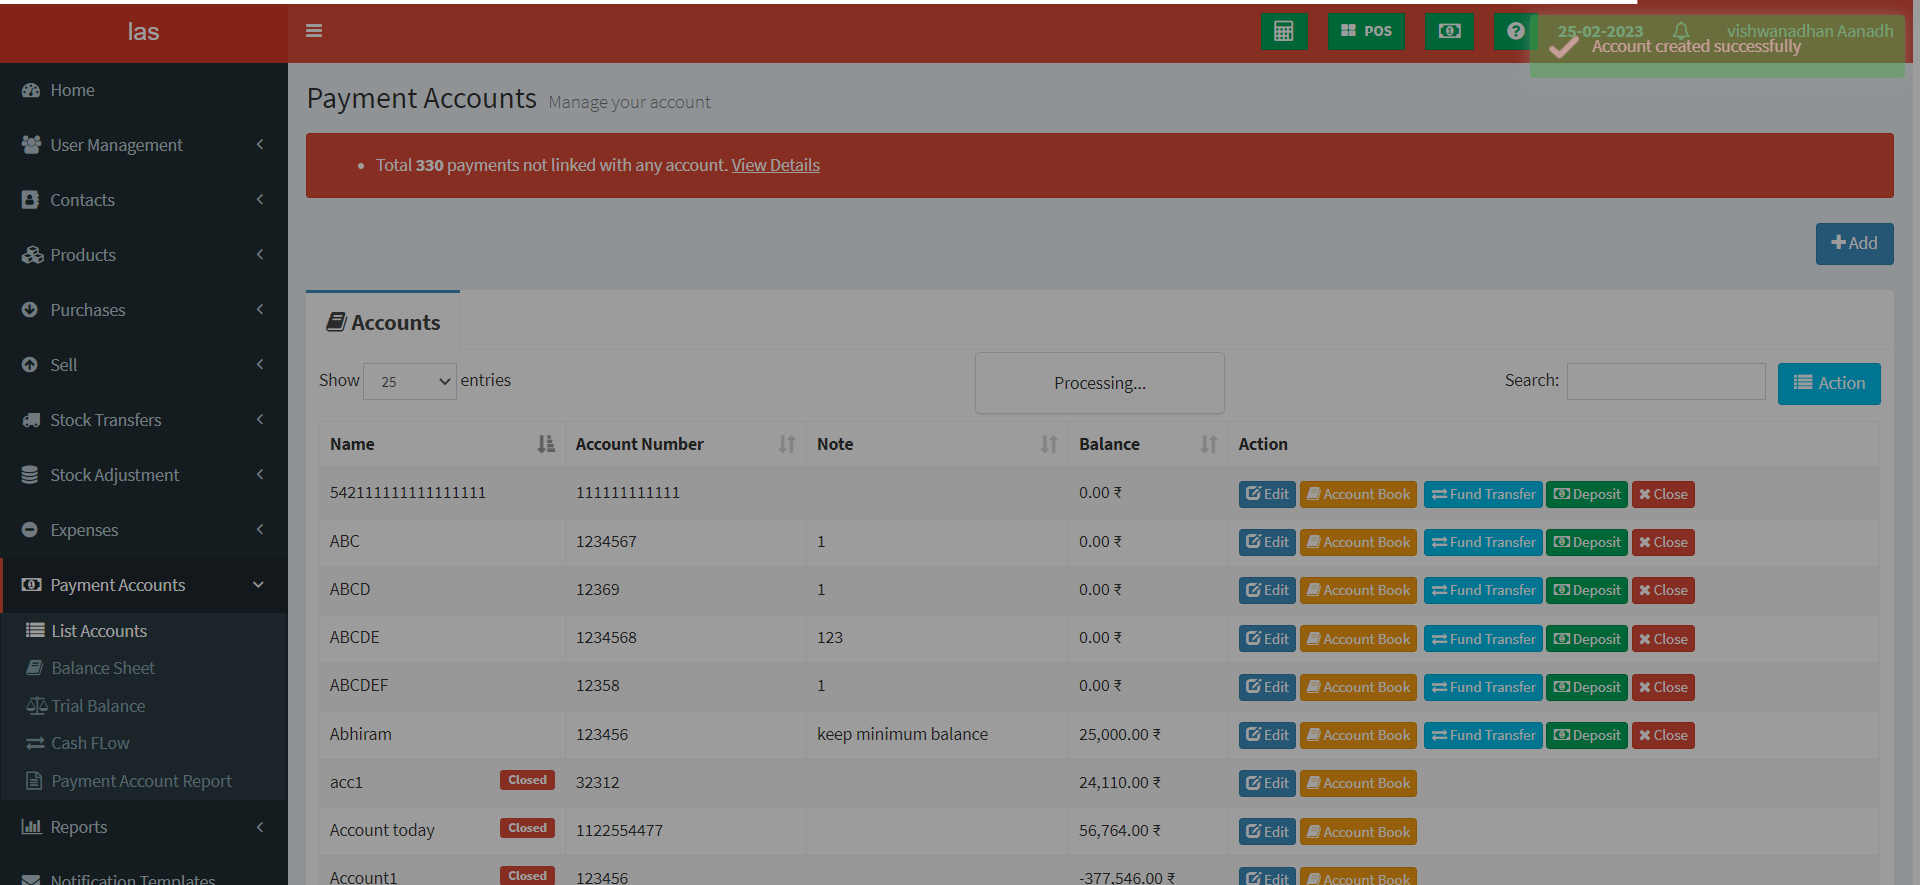 las
POS
25-02-2023
vishwanadhan Aanadh
Account created successfully
Home
User Management
Contacts
Products
Purchases
Sell
Stock Transfers
Stock Adjustment
Expenses
Payment Accounts
List Accounts
Balance Sheet
Trial Balance
Cash FLow
Payment Account Report
Reports
Notification Templates
Payment Accounts Manage your account
Total 330 payments not linked with any account. View Details
Add
Accounts
Show 25 entries
Processing...
Search:
Action
Name Account Number Note Balance Action
542111111111111111 111111111111 0.00 ₹ Edit Account Book Fund Transfer Deposit Close
ABC 1234567 1 0.00 ₹ Edit Account Book Fund Transfer Deposit Close
ABCD 12369 1 0.00 ₹ Edit Account Book Fund Transfer Deposit Close
ABCDE 1234568 123 0.00 ₹ Edit Account Book Fund Transfer Deposit Close
ABCDEF 12358 1 0.00 ₹ Edit Account Book Fund Transfer Deposit Close
Abhiram 123456 keep minimum balance 25,000.00 ₹ Edit Account Book Fund Transfer Deposit Close
acc1 Closed 32312 24,110.00 ₹ Edit Account Book
Account today Closed 1122554477 56,764.00 ₹ Edit Account Book
Account1 Closed 123456 -377,546.00 ₹ Edit Account Book